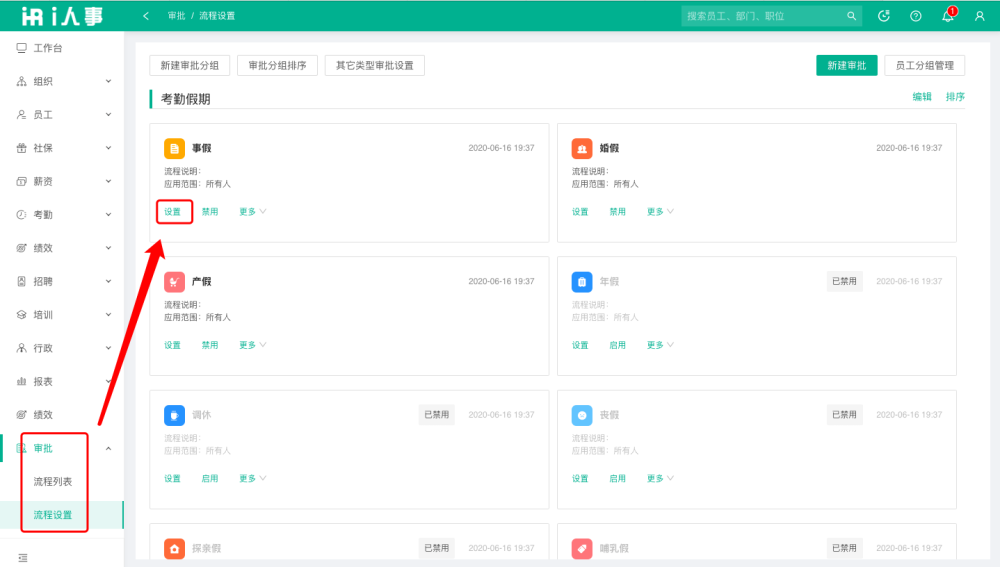 iR i人事
审批 / 流程设置
搜索员工、部门、职位
1
工作台
组织
员工
社保
薪资
考勤
绩效
招聘
培训
行政
报表
绩效
审批
流程列表
流程设置
新建审批分组
审批分组排序
其它类型审批设置
新建审批
员工分组管理
考勤假期
编辑
排序
事假
2020-06-16 19:37
流程说明:
应用范围: 所有人
设置 禁用 更多
婚假
2020-06-16 19:37
流程说明:
应用范围: 所有人
设置 禁用 更多
产假
2020-06-16 19:37
流程说明:
应用范围: 所有人
设置 禁用 更多
年假
已禁用
2020-06-16 19:37
流程说明:
应用范围: 所有人
设置 启用 更多
调休
已禁用
2020-06-16 19:37
流程说明:
应用范围: 所有人
设置 启用 更多
丧假
已禁用
2020-06-16 19:37
流程说明:
应用范围: 所有人
设置 启用 更多
探亲假
已禁用
2020-06-16 19:37
哺乳假
已禁用
2020-06-16 19:37